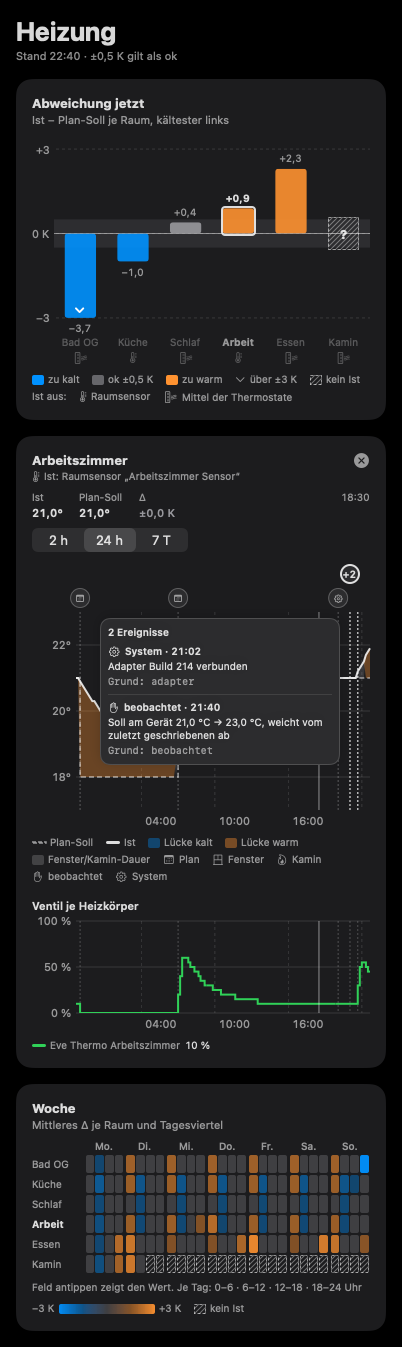 Heizung
Stand 22:40 · ±0,5 K gilt als ok
Abweichung jetzt
Ist – Plan-Soll je Raum, kältester links
+3
+2,3
+0,9
+0,4
0 K
?
−1,0
−3
−3,7
Bad OG Küche Schlaf Arbeit Essen Kamin
zu kalt ok ±0,5 K zu warm über ±3 K kein Ist
Ist aus: Raumsensor Mittel der Thermostate
Arbeitszimmer
Ist: Raumsensor „Arbeitszimmer Sensor“
Ist Plan-Soll Δ 18:30
21,0° 21,0° ±0,0 K
2 h 24 h 7 T
+2
22°
20°
18°
2 Ereignisse
System · 21:02
Adapter Build 214 verbunden
Grund: adapter
beobachtet · 21:40
Soll am Gerät 21,0 °C → 23,0 °C, weicht vom
zuletzt geschriebenen ab
Grund: beobachtet
04:00 10:00 16:00
Plan-Soll Ist Lücke kalt Lücke warm
Fenster/Kamin-Dauer Plan Fenster Kamin
beobachtet System
Ventil je Heizkörper
100 %
50 %
0 %
04:00 10:00 16:00
Eve Thermo Arbeitszimmer 10 %
Woche
Mittleres Δ je Raum und Tagesviertel
Mo. Di. Mi. Do. Fr. Sa. So.
Bad OG
Küche
Schlaf
Arbeit
Essen
Kamin
Feld antippen zeigt den Wert. Je Tag: 0–6 · 6–12 · 12–18 · 18–24 Uhr
−3 K +3 K kein Ist